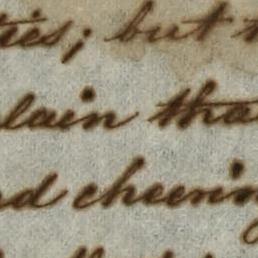 ties; but
plain tha
d cheerin